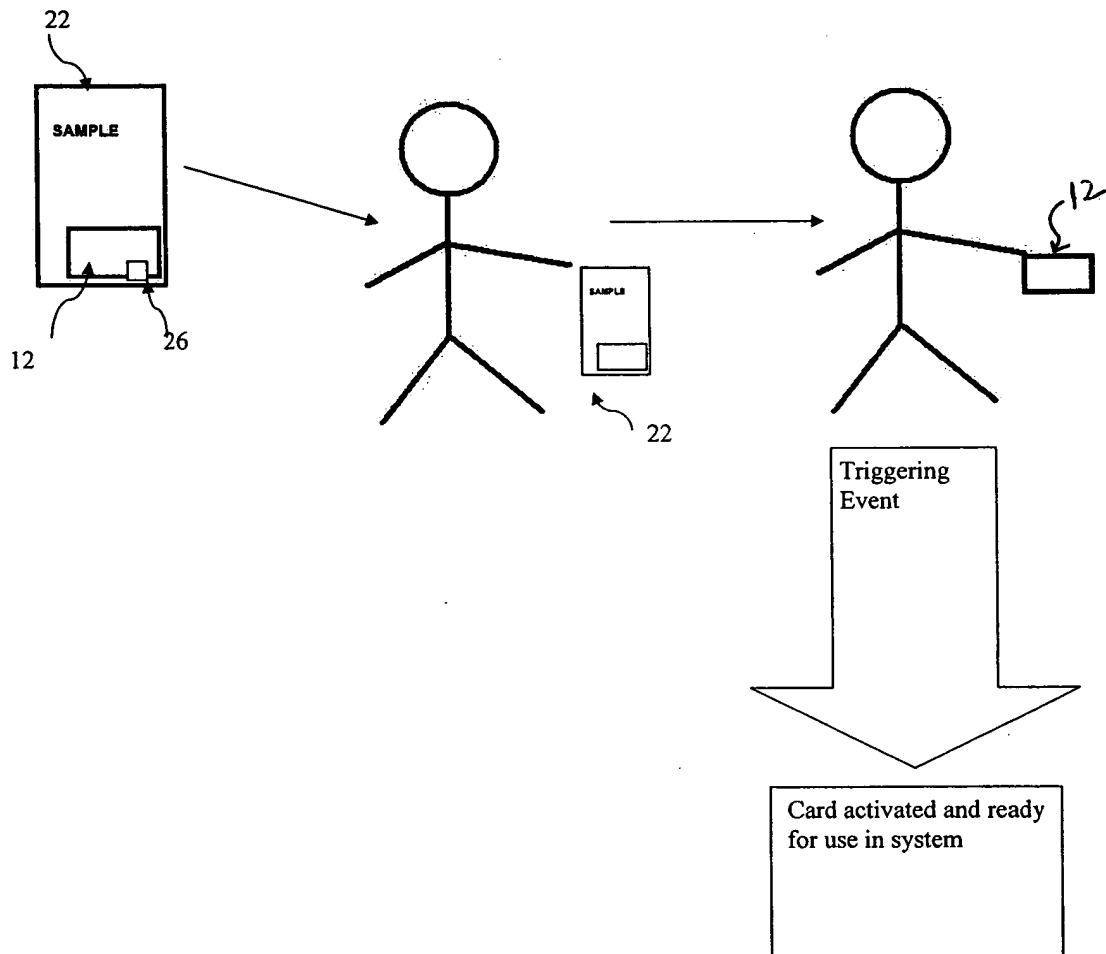 22
SAMPLE
12
26
SAMPLE
22
12
Triggering
Event
Card activated and ready
for use in system